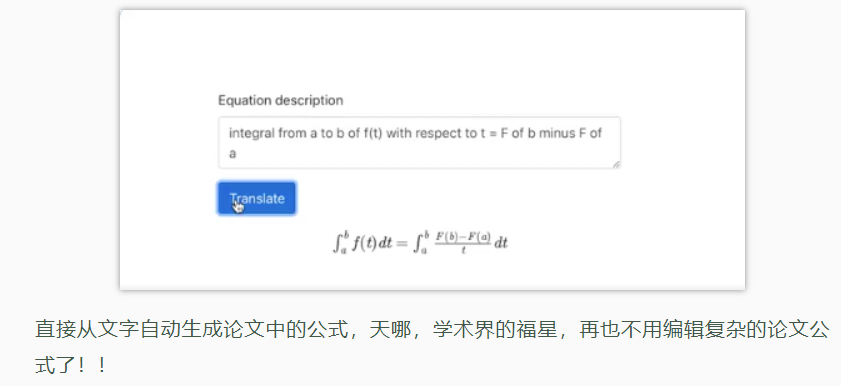 Equation description
integral from a to b of f(t) with respect to t = F of b minus F of
a
Translate
∫_a^b f(t) dt = ∫_a^b \frac{F(b)−F(a)}{t} dt
直接从文字自动生成论文中的公式，天哪，学术界的福星，再也不用编辑复杂的论文公
式了！！